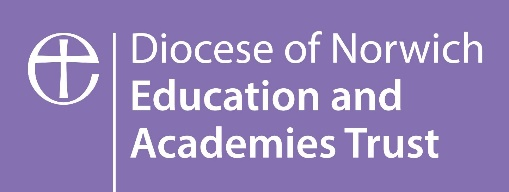 Diocese of Norwich
Education and
Academies Trust